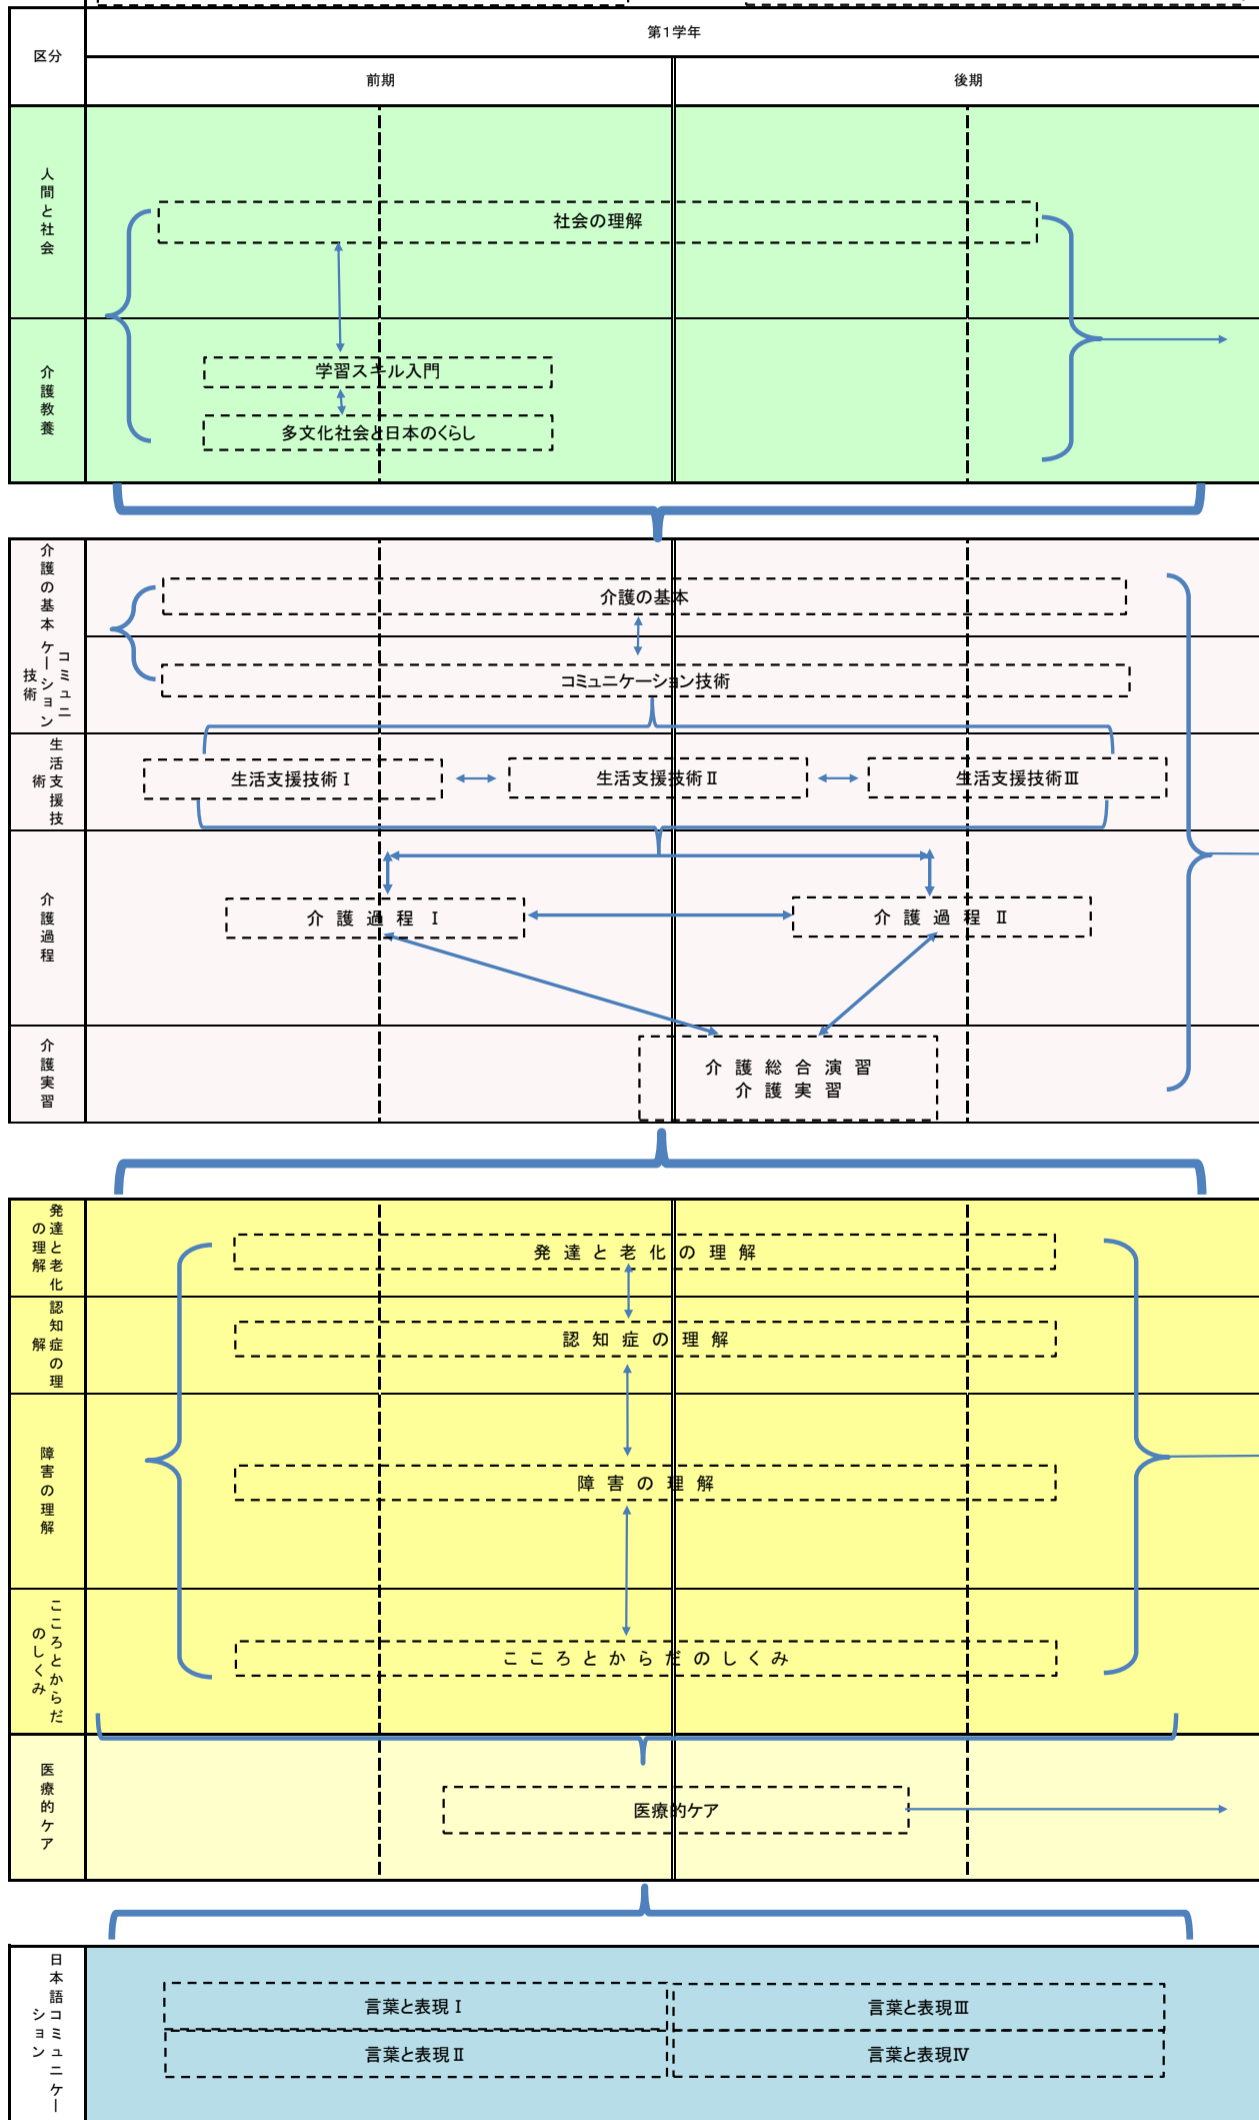 区分
第1学年
前期
後期
人間と社会
社会の理解
介護教養
学習スキル入門
多文化社会と日本のくらし
介護の基本
介護の基本
コミュニケーション技術
コミュニケーション技術
生活支援技術
生活支援技術Ⅰ
生活支援技術Ⅱ
生活支援技術Ⅲ
介護過程
介護過程Ⅰ
介護過程Ⅱ
介護実習
介護総合演習
介護実習
発達と老化の理解
発達と老化の理解
認知症の理解
認知症の理解
障害の理解
障害の理解
こころとからだのしくみ
こころとからだのしくみ
医療的ケア
医療的ケア
日本語コミュニケーション
言葉と表現Ⅰ
言葉と表現Ⅲ
言葉と表現Ⅱ
言葉と表現Ⅳ